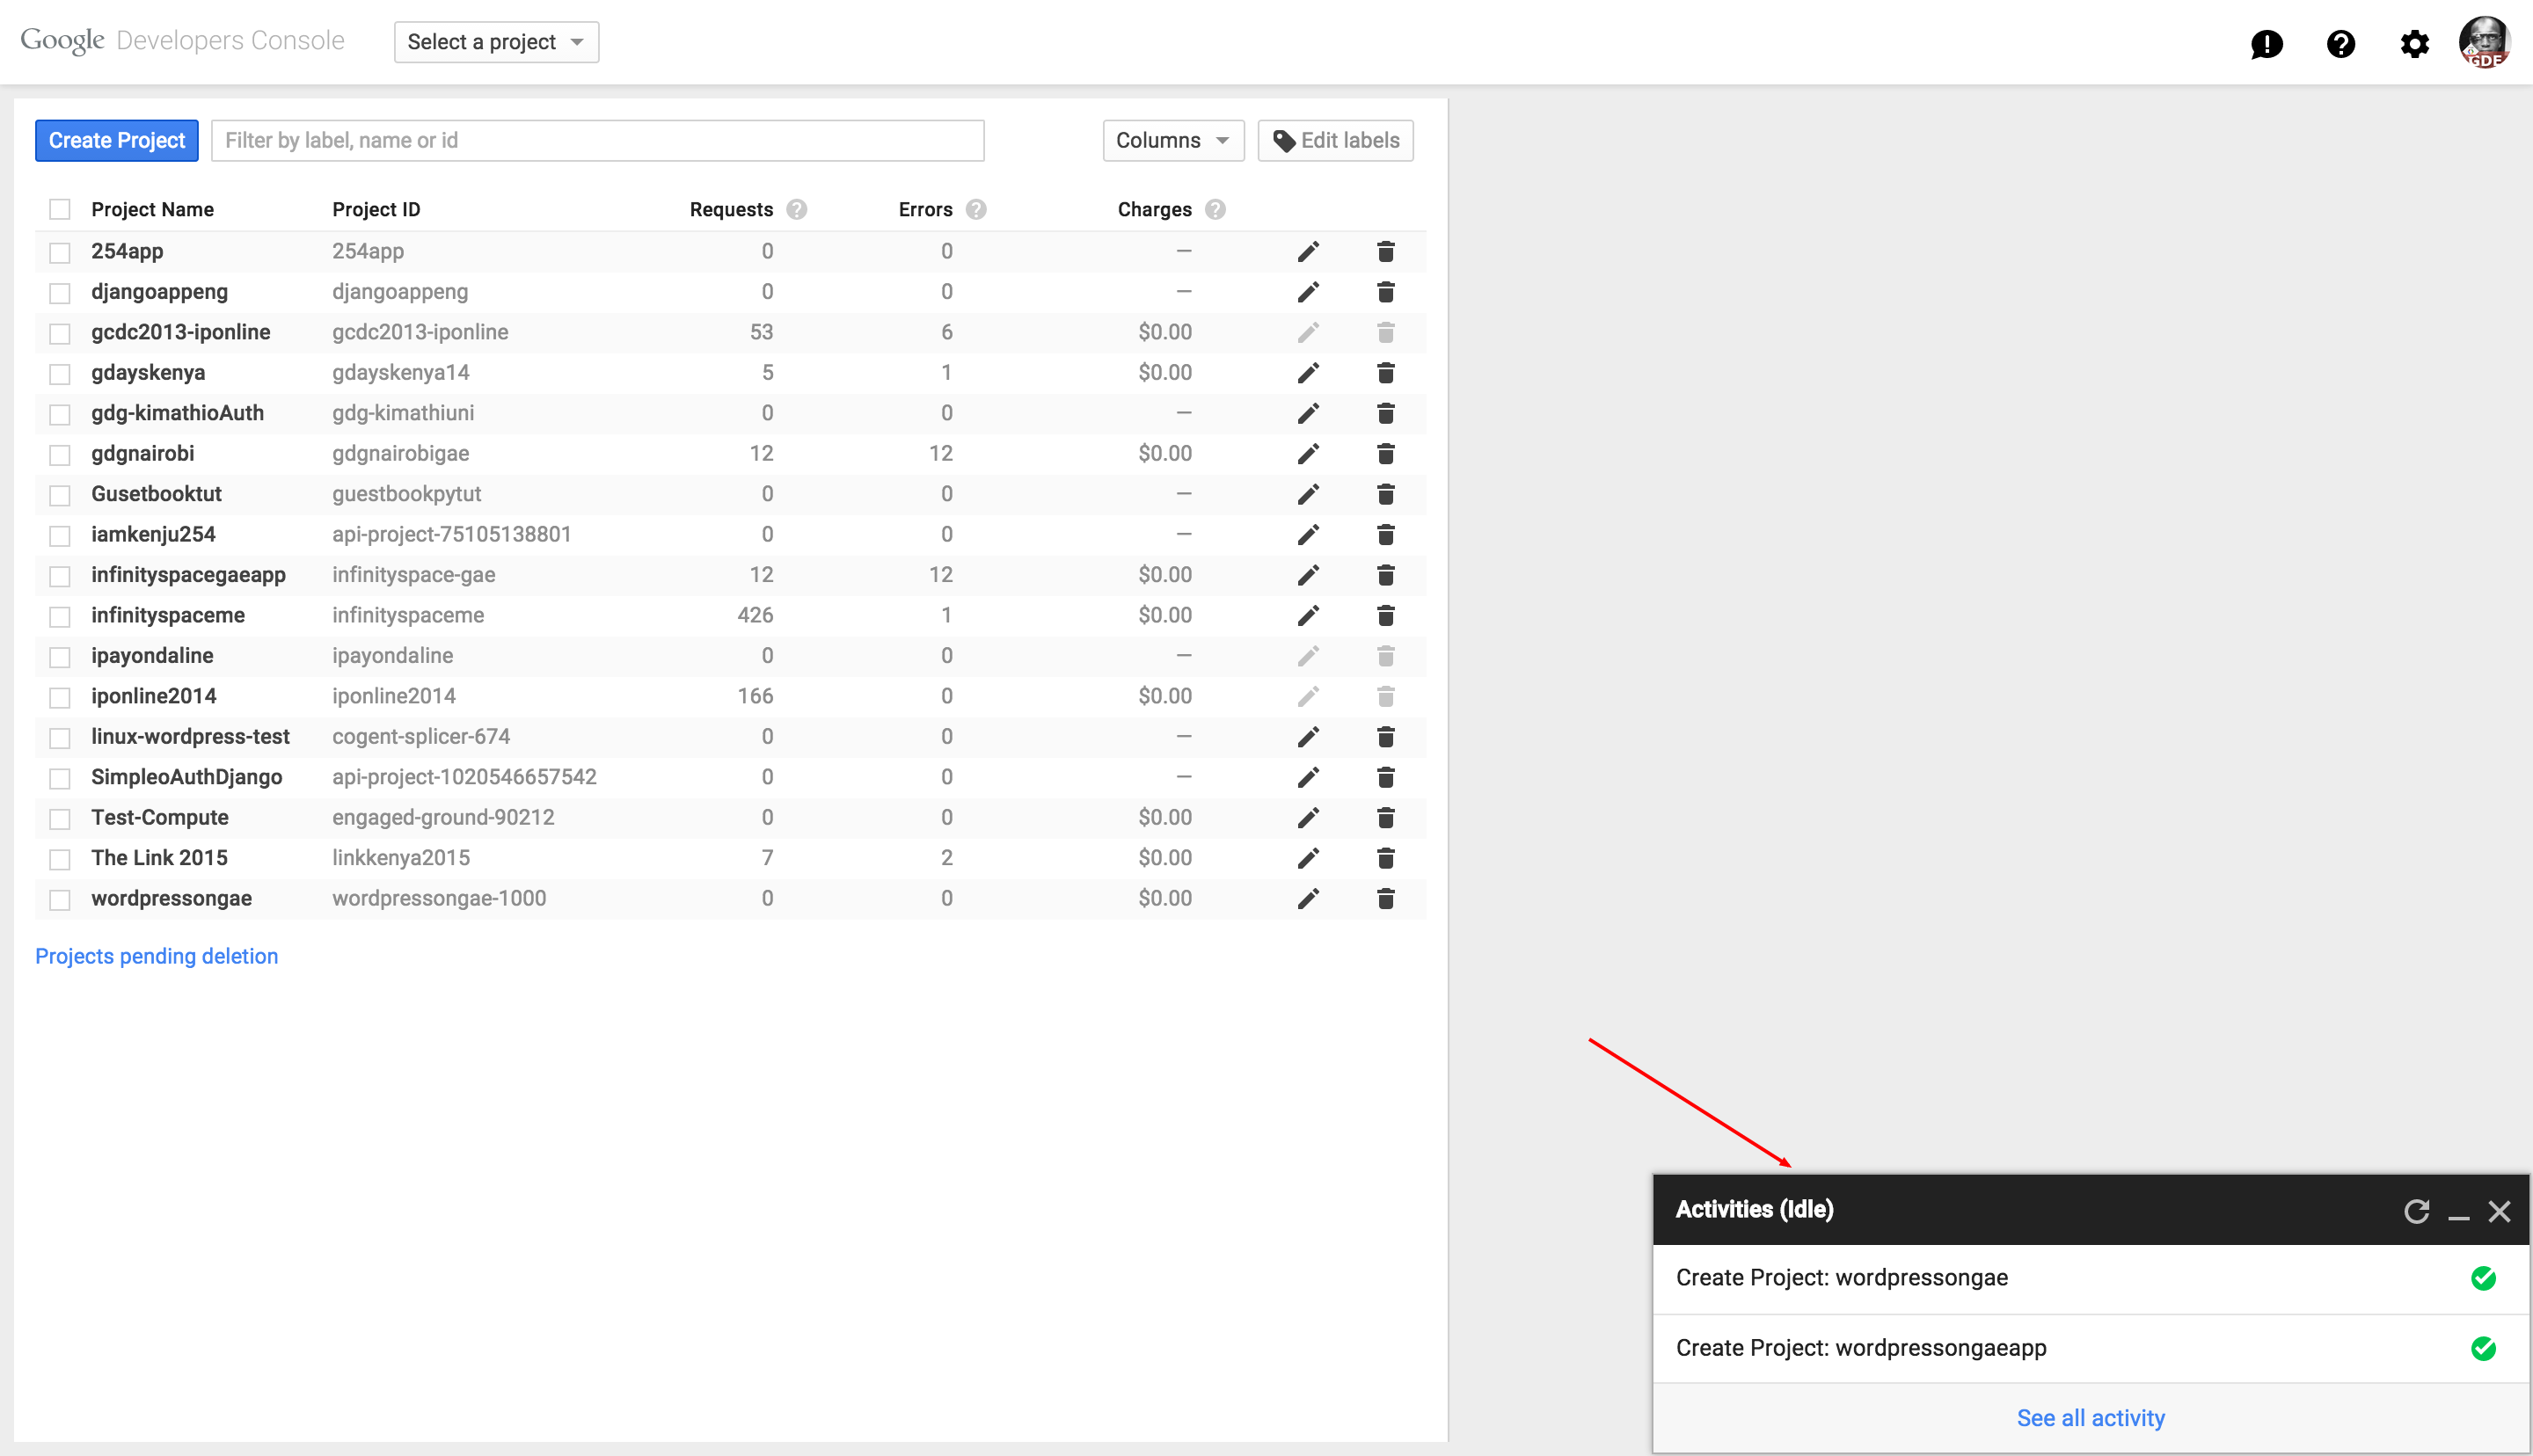 Google Developers Console Select a project
GDE
Create Project Filter by label, name or id Columns Edit labels
Project Name Project ID Requests ? Errors ? Charges ?
254app 254app 0 0 —
djangoappeng djangoappeng 0 0 —
gcdc2013-iponline gcdc2013-iponline 53 6 $0.00
gdayskenya gdayskenya14 5 1 $0.00
gdg-kimathioAuth gdg-kimathiuni 0 0 —
gdgnairobi gdgnairobigae 12 12 $0.00
Gusetbooktut guestbookpytut 0 0 —
iamkenju254 api-project-75105138801 0 0 —
infinityspacegaeapp infinityspace-gae 12 12 $0.00
infinityspaceme infinityspaceme 426 1 $0.00
ipayondaline ipayondaline 0 0 —
iponline2014 iponline2014 166 0 $0.00
linux-wordpress-test cogent-splicer-674 0 0 —
SimpleoAuthDjango api-project-1020546657542 0 0 —
Test-Compute engaged-ground-90212 0 0 $0.00
The Link 2015 linkkenya2015 7 2 $0.00
wordpressongae wordpressongae-1000 0 0 $0.00
Projects pending deletion
Activities (Idle)
Create Project: wordpressongae
Create Project: wordpressongaeapp
See all activity